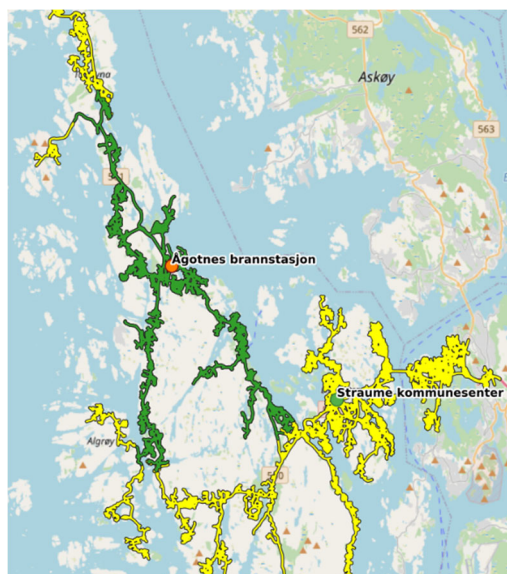 562
Askøy
563
Ågotnes brannstasjon
Straume kommunesenter
Algrøy